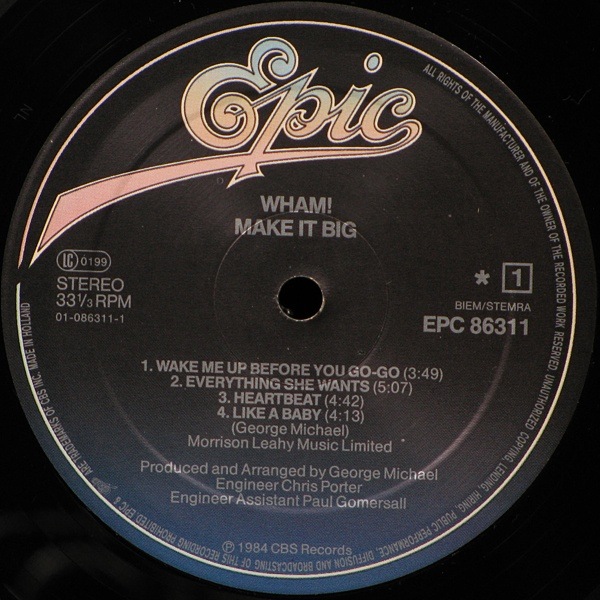 Epic
WHAM!
MAKE IT BIG
LC 0199
STEREO
33 1/3 RPM
01-086311-1
* 1
BIEM/STEMRA
EPC 86311
1. WAKE ME UP BEFORE YOU GO-GO (3:49)
2. EVERYTHING SHE WANTS (5:07)
3. HEARTBEAT (4:42)
4. LIKE A BABY (4:13)
(George Michael)
Morrison Leahy Music Limited
Produced and Arranged by George Michael
Engineer Chris Porter
Engineer Assistant Paul Gomersall
℗ 1984 CBS Records
ALL RIGHTS OF THE MANUFACTURER AND OF THE OWNER OF THE RECORDED WORK RESERVED. UNAUTHORIZED COPYING, LENDING, HIRING, PUBLIC PERFORMANCE, DIFFUSION AND BROADCASTING OF THIS RECORDING PROHIBITED. EPIC & ARE TRADEMARKS OF CBS INC. MADE IN HOLLAND